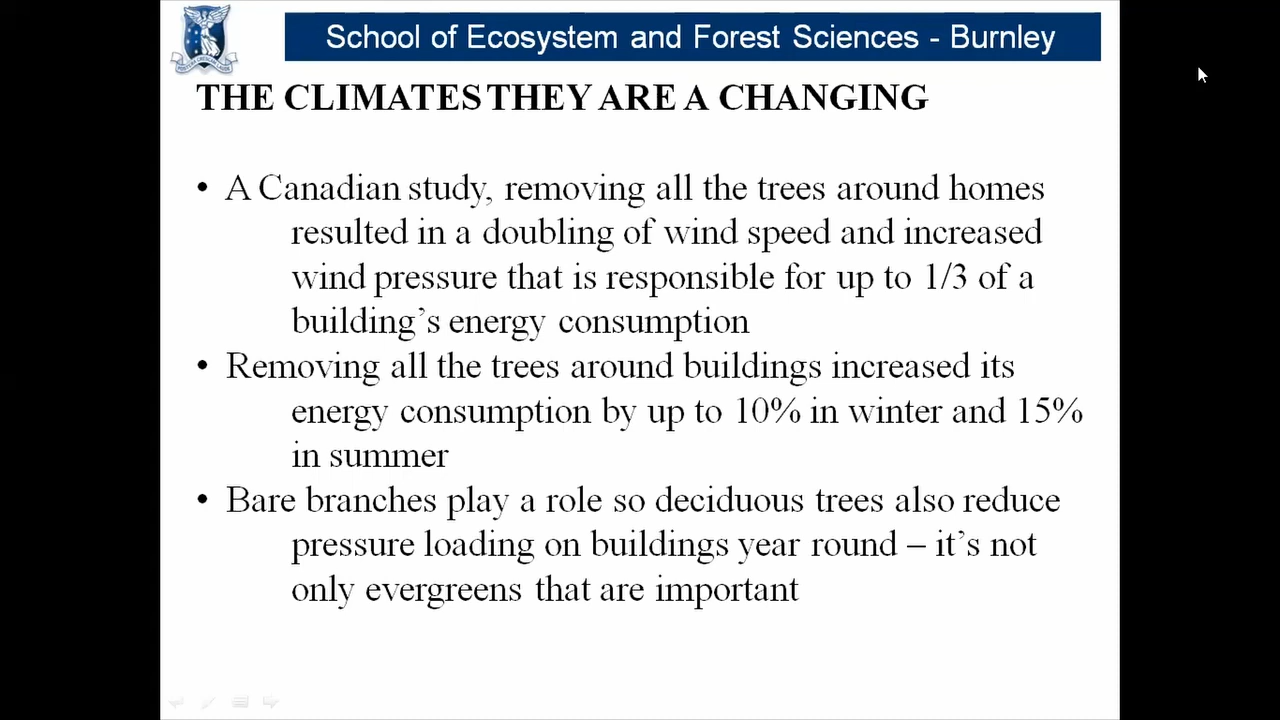 School of Ecosystem and Forest Sciences - Burnley
THE CLIMATES THEY ARE A CHANGING
• A Canadian study, removing all the trees around homes
resulted in a doubling of wind speed and increased
wind pressure that is responsible for up to 1/3 of a
building’s energy consumption
• Removing all the trees around buildings increased its
energy consumption by up to 10% in winter and 15%
in summer
• Bare branches play a role so deciduous trees also reduce
pressure loading on buildings year round – it’s not
only evergreens that are important